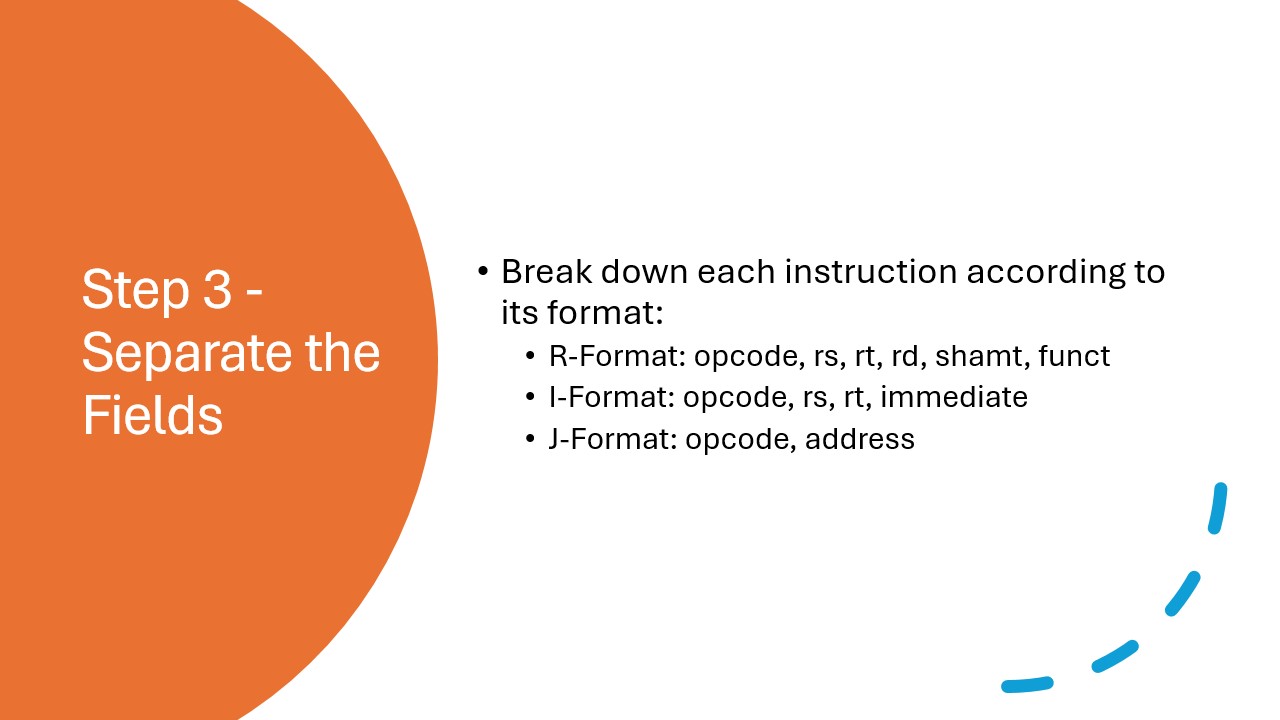 Step 3 -
Separate the
Fields
• Break down each instruction according to
its format:
• R-Format: opcode, rs, rt, rd, shamt, funct
• I-Format: opcode, rs, rt, immediate
• J-Format: opcode, address